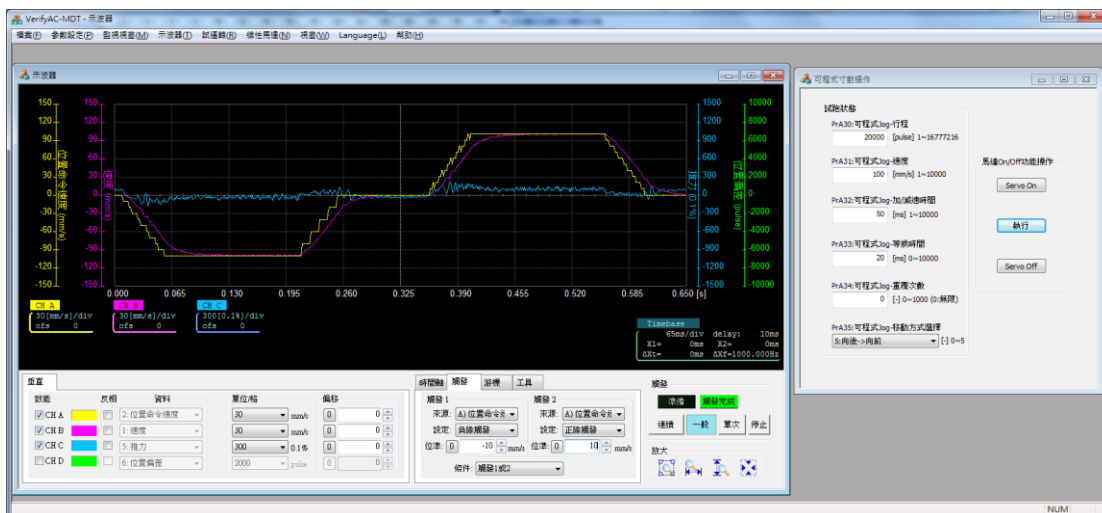 VerifyAC-MDT - 示波器
檔案(F) 參數設定(P) 監視視窗(M) 示波器(T) 試運轉(R) 線性馬達(N) 視窗(W) Language(L) 幫助(H)
示波器
150 150 1500 10000
120 120 1200 8000
90 90 900 6000
60 60 600 4000
30 30 300 2000
0 0 0 0
-30 -30 -300 -2000
-60 -60 -600 -4000
-90 -90 -900 -6000
-120 -120 -1200 -8000
-150 -150 -1500 -10000
位置命令速度 (mm/s)
速度 (mm/s)
推力 (0.1%)
位置偏差 (pulse)
0.000 0.065 0.130 0.195 0.260 0.325 0.390 0.455 0.520 0.585 0.650 [s]
CH A CH B CH C
30[mm/s]/div 30[mm/s]/div 300[0.1%]/div
ofs 0 ofs 0 ofs 0
Timebase
65ms/div delay: 10ms
X1= 0ms X2= 0ms
ΔXt= 0ms ΔXf=1000.000Hz
垂直
致能 反相 資料 單位/格 偏移
CH A 2: 位置命令速度 30 mm/s 0 0
CH B 1: 速度 30 mm/s 0 0
CH C 5: 推力 300 0.1% 0 0
CH D 6: 位置偏差 2000 pulse 0 0
時間軸 觸發 游標 工具
觸發 1 觸發 2
來源: A) 位置命令 來源: A) 位置命令
設定: 負緣觸發 設定: 正緣觸發
位準: 0 -10 mm/s 位準: 0 10 mm/s
條件: 觸發1或2
觸發
準備 觸發完成
連續 一般 單次 停止
放大
可程式寸動操作
試跑狀態
PrA30:可程式Jog-行程
20000 [pulse] 1~16777216
PrA31:可程式Jog-速度
100 [mm/s] 1~10000
PrA32:可程式Jog-加/減速時間
50 [ms] 1~10000
PrA33:可程式Jog-等候時間
20 [ms] 0~10000
PrA34:可程式Jog-重覆次數
0 [-] 0~1000 (0:無限)
PrA35:可程式Jog-移動方式選擇
5:向後->向前 [-] 0~5
馬達On/Off功能操作
Servo On
執行
Servo Off
NUM